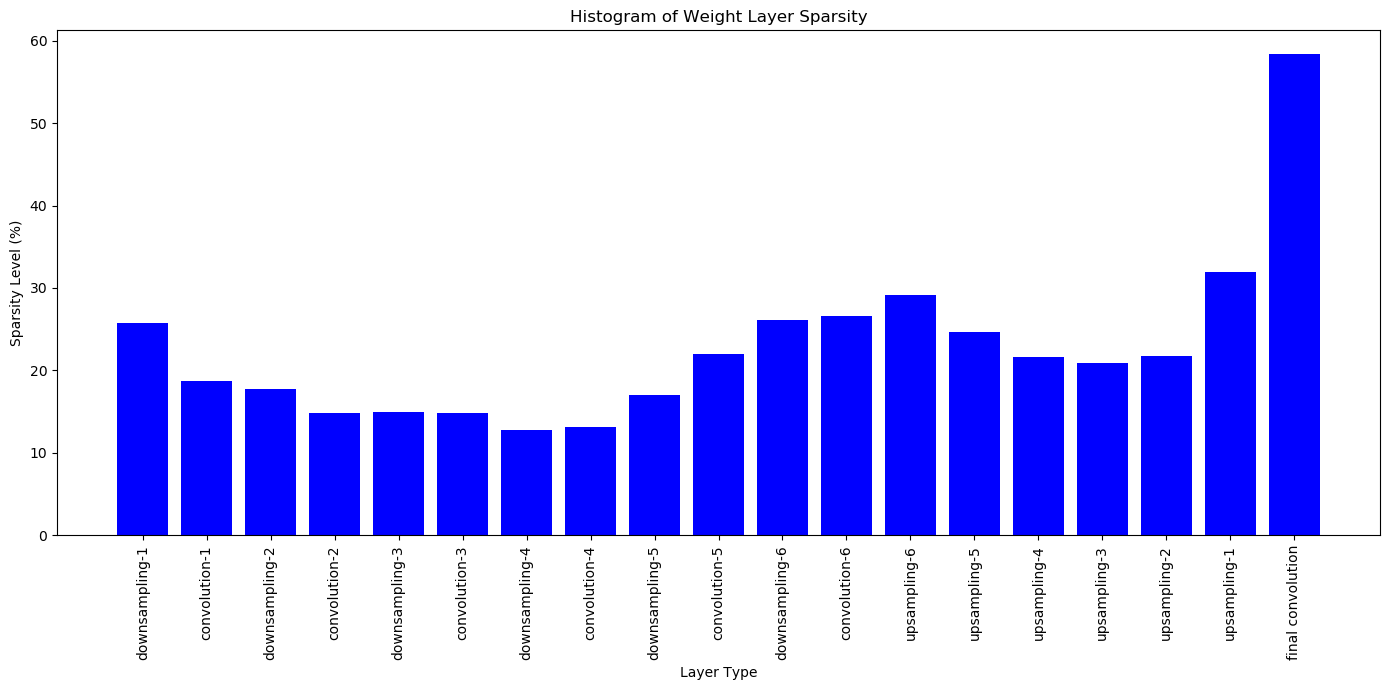 Histogram of Weight Layer Sparsity
Sparsity Level (%)
60
50
40
30
20
10
0
downsampling-1
convolution-1
downsampling-2
convolution-2
downsampling-3
convolution-3
downsampling-4
convolution-4
downsampling-5
convolution-5
downsampling-6
convolution-6
upsampling-6
upsampling-5
upsampling-4
upsampling-3
upsampling-2
upsampling-1
final convolution
Layer Type